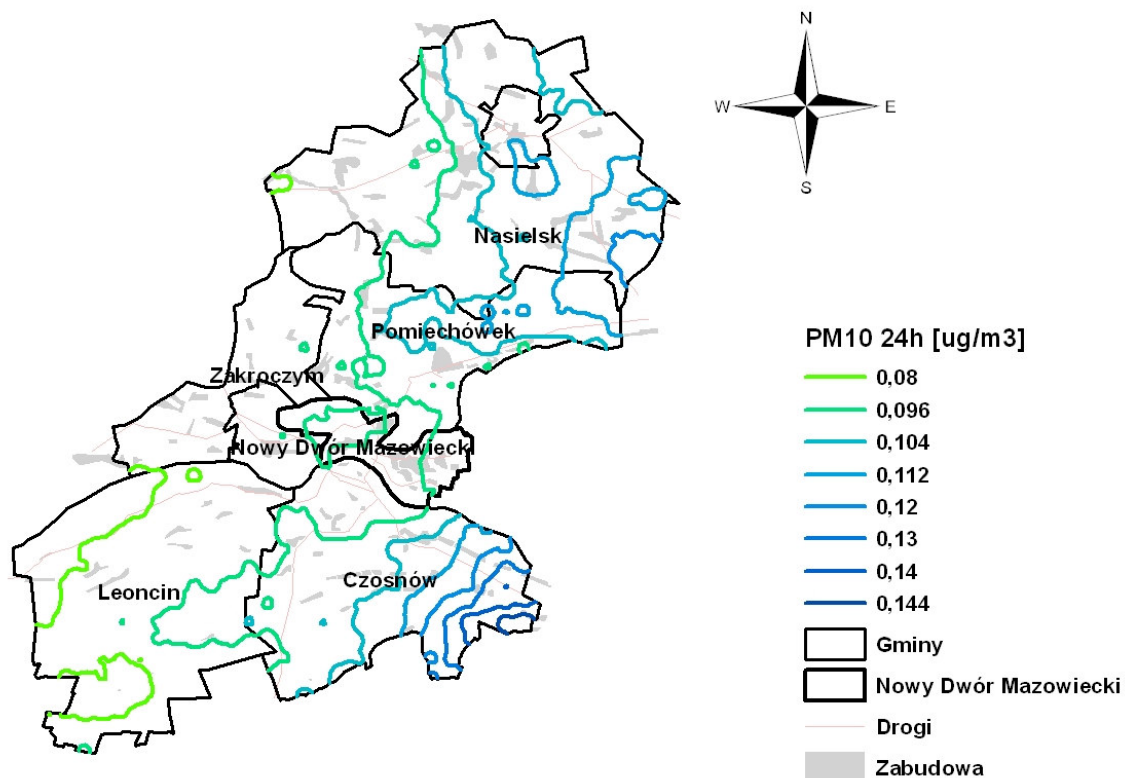 N
W
E
S
Nasielsk
Pomiechówek
Zakroczym
Nowy Dwór Mazowiecki
Leoncin
Czosnów
PM10 24h [ug/m3]
0,08
0,096
0,104
0,112
0,12
0,13
0,14
0,144
Gminy
Nowy Dwór Mazowiecki
Drogi
Zabudowa